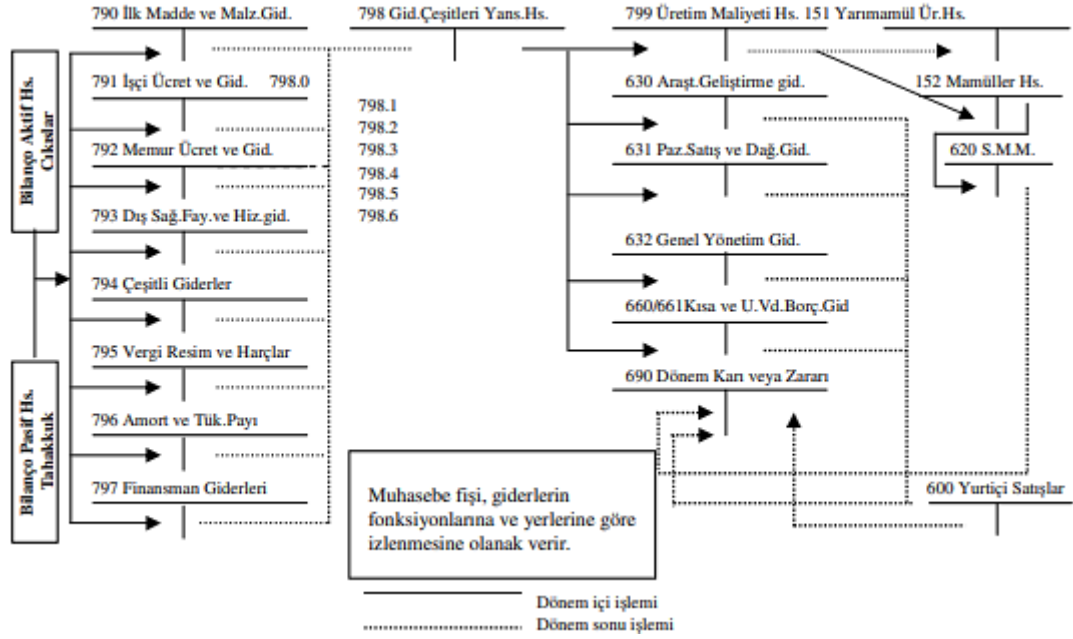 790 İlk Madde ve Malz.Gid.
798 Gid.Çeşitleri Yans.Hs.
799 Üretim Maliyeti Hs. 151 Yarımamül Ür.Hs.
Bilanço Aktif Hs.
Cıkıslar
791 İşçi Ücret ve Gid.
798.0
630 Araşt.Geliştirme gid.
152 Mamüller Hs.
798.1
798.2
798.3
798.4
798.5
798.6
792 Memur Ücret ve Gid.
631 Paz.Satış ve Dağ.Gid.
620 S.M.M.
793 Dış Sağ.Fay.ve Hiz.gid.
632 Genel Yönetim Gid.
794 Çeşitli Giderler
660/661Kısa ve U.Vd.Borç.Gid
795 Vergi Resim ve Harçlar
690 Dönem Karı veya Zararı
Bilanço Pasif Hs.
Tahakkuk
796 Amort ve Tük.Payı
797 Finansman Giderleri
600 Yurtiçi Satışlar
Muhasebe fişi, giderlerin
fonksiyonlarına ve yerlerine göre
izlenmesine olanak verir.
Dönem içi işlemi
Dönem sonu işlemi